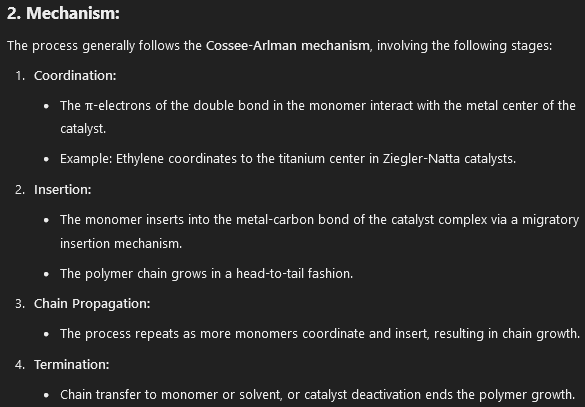 2. Mechanism:
The process generally follows the Cossee-Arlman mechanism, involving the following stages:
1. Coordination:
• The π-electrons of the double bond in the monomer interact with the metal center of the
catalyst.
• Example: Ethylene coordinates to the titanium center in Ziegler-Natta catalysts.
2. Insertion:
• The monomer inserts into the metal-carbon bond of the catalyst complex via a migratory
insertion mechanism.
• The polymer chain grows in a head-to-tail fashion.
3. Chain Propagation:
• The process repeats as more monomers coordinate and insert, resulting in chain growth.
4. Termination:
• Chain transfer to monomer or solvent, or catalyst deactivation ends the polymer growth.